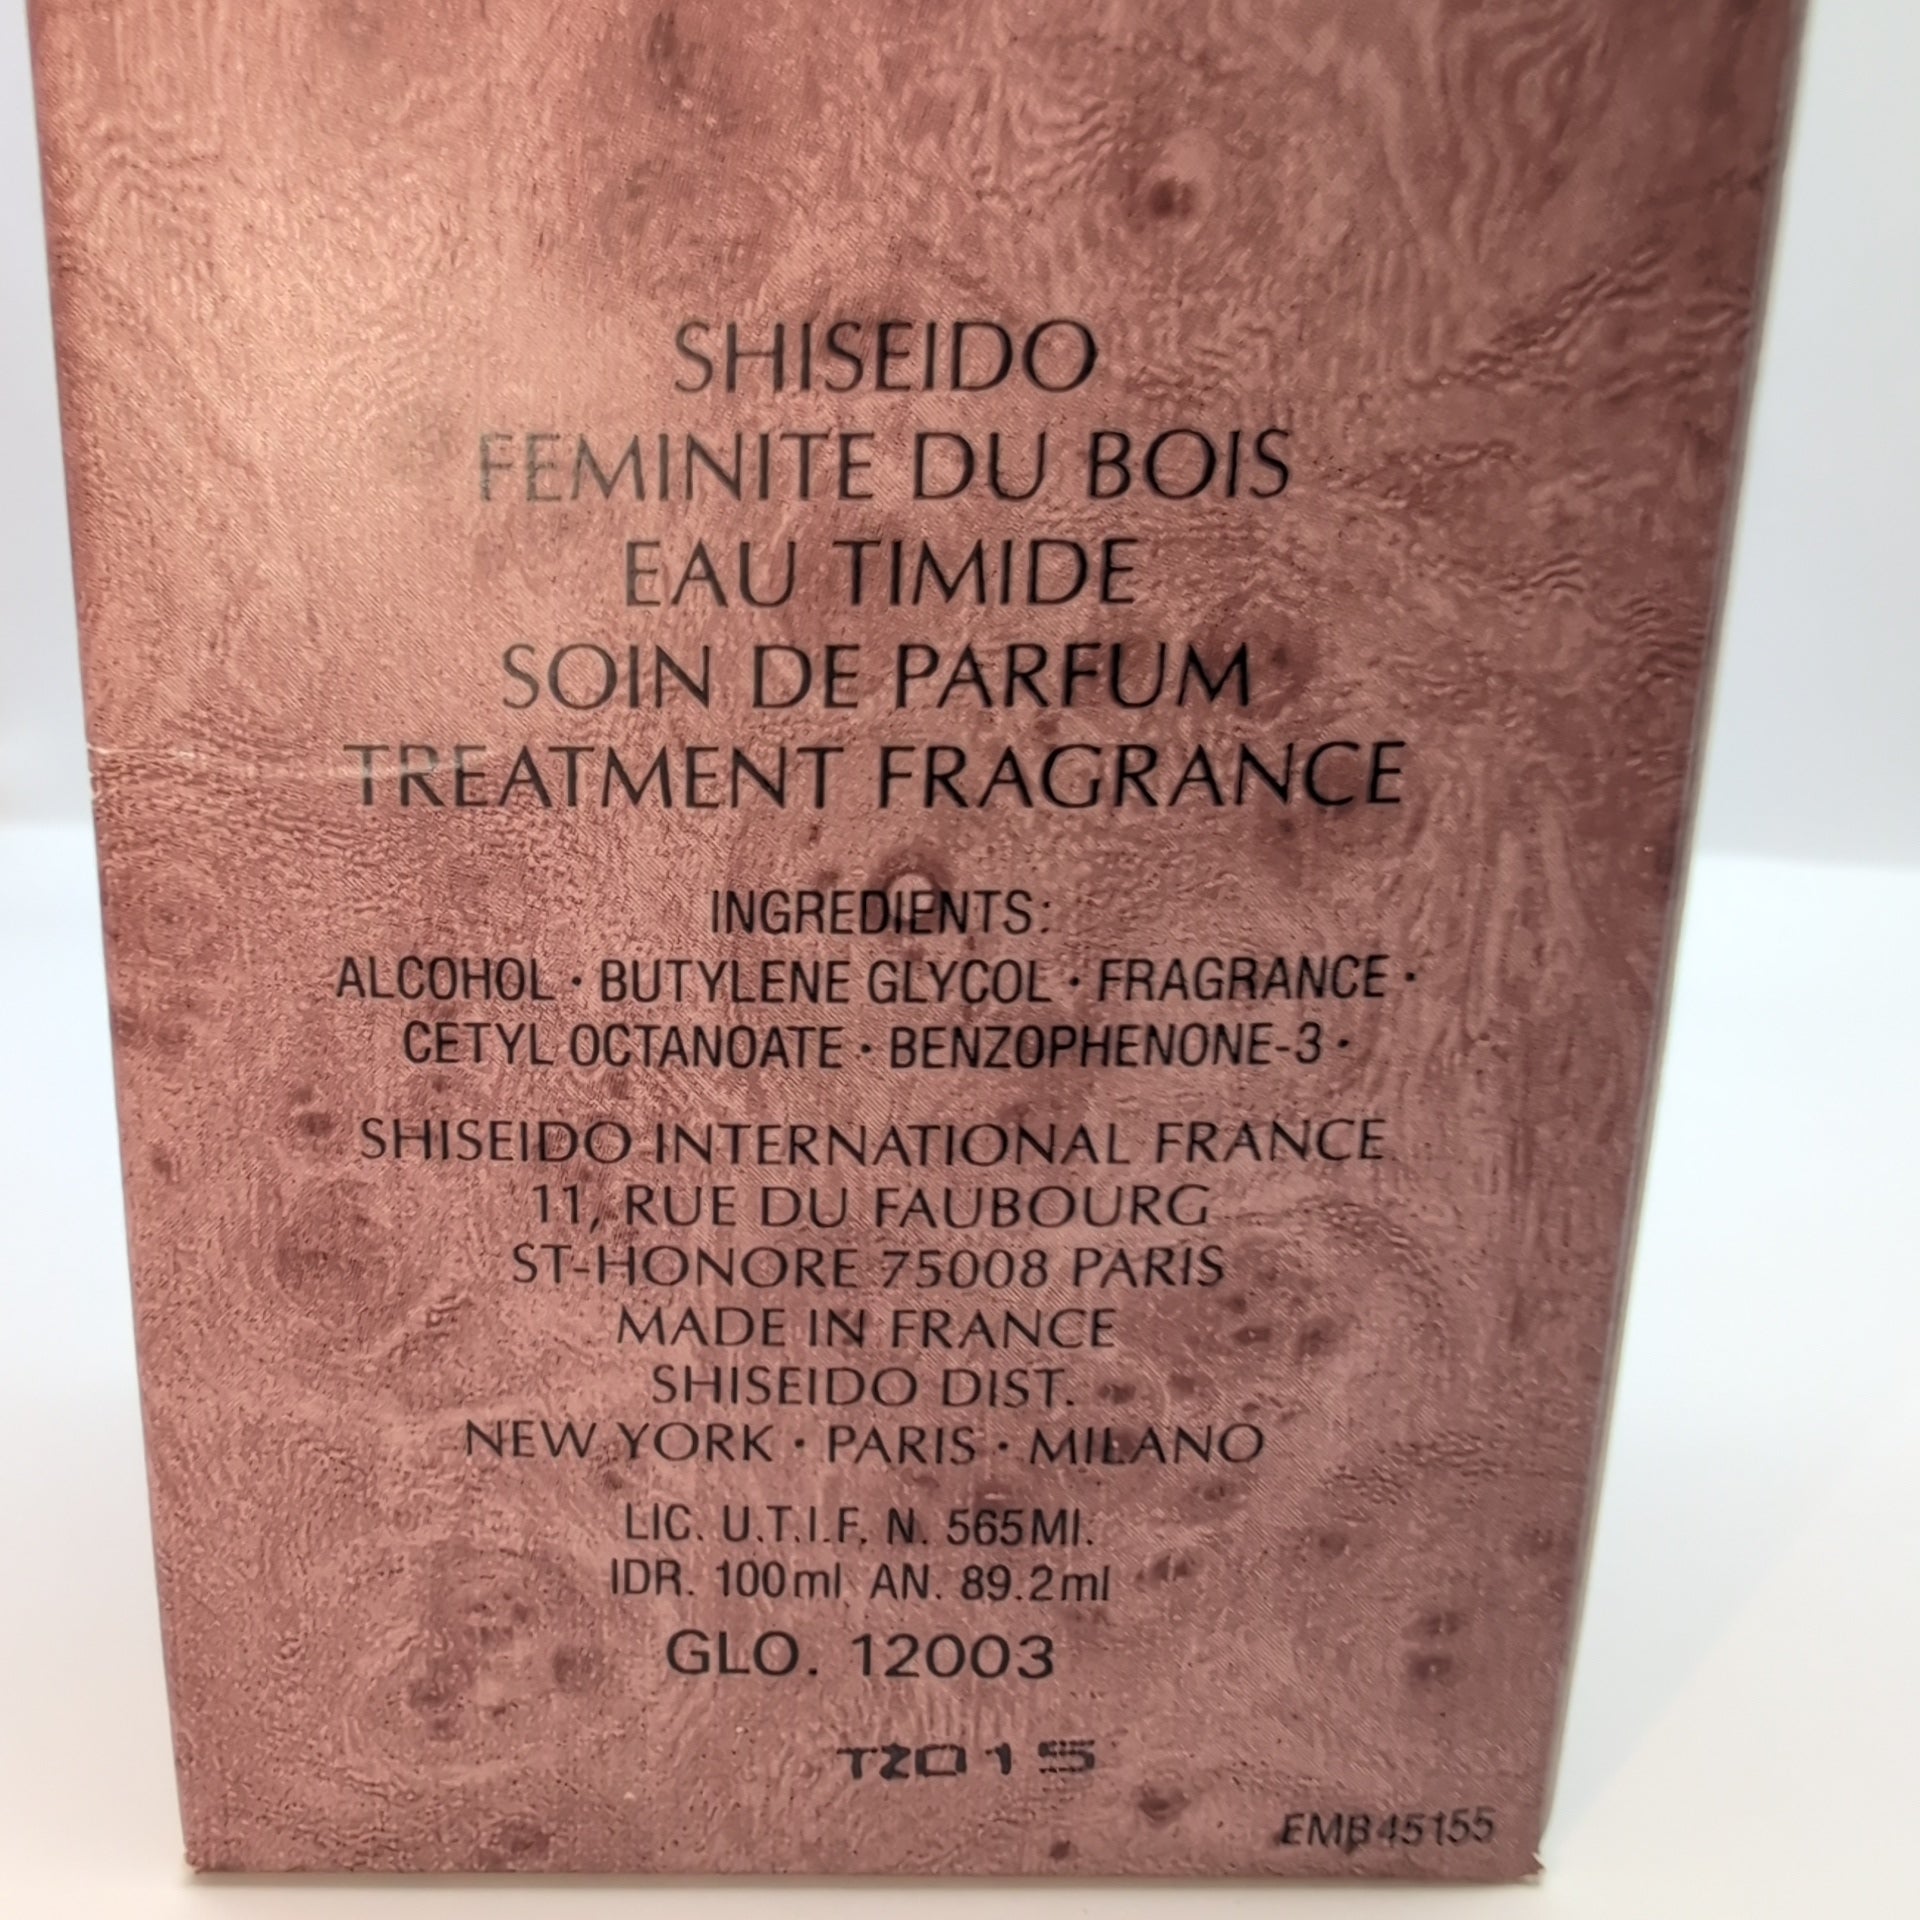 SHISEIDO
FEMINITE DU BOIS
EAU TIMIDE
SOIN DE PARFUM
TREATMENT FRAGRANCE
INGREDIENTS:
ALCOHOL · BUTYLENE GLYCOL · FRAGRANCE ·
CETYL OCTANOATE · BENZOPHENONE-3 ·
SHISEIDO INTERNATIONAL FRANCE
11, RUE DU FAUBOURG
ST-HONORE 75008 PARIS
MADE IN FRANCE
SHISEIDO DIST.
NEW YORK · PARIS · MILANO
LIC. U.T.I.F. N. 565MI.
IDR. 100ml AN. 89.2ml
GLO. 12003
EMB45155